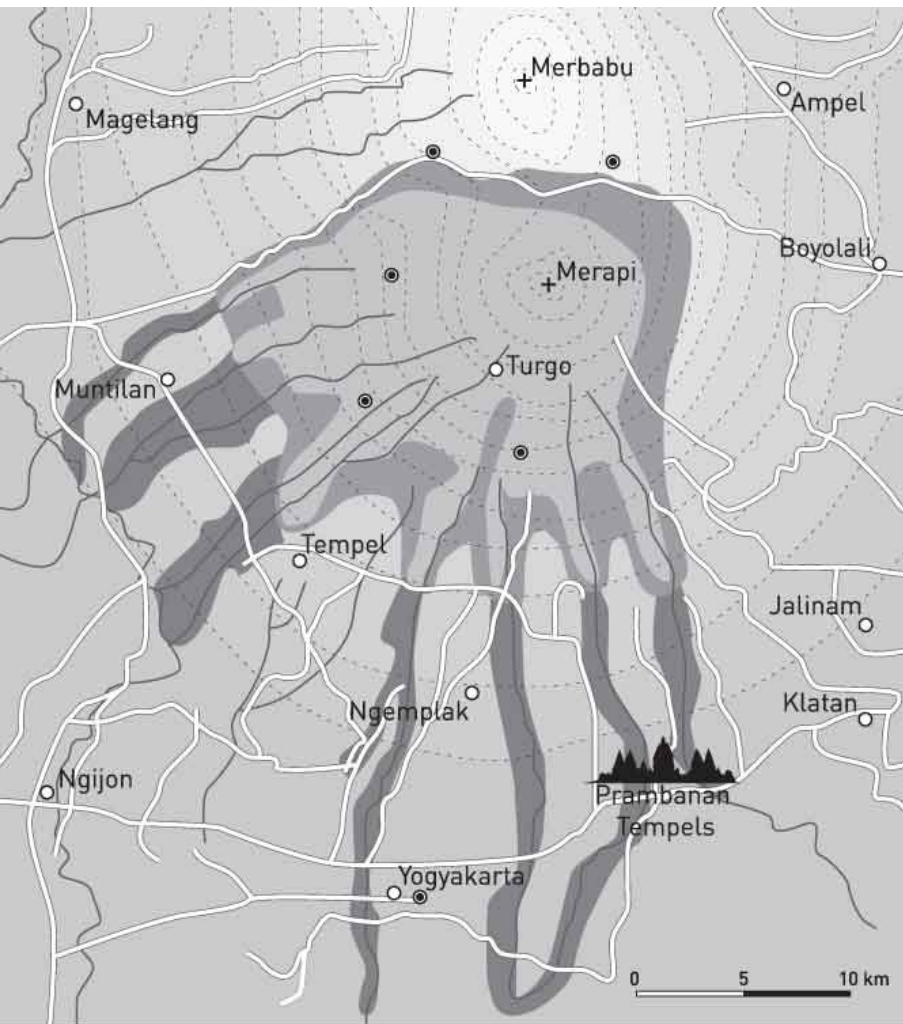 Merbabu
Ampel
Magelang
Boyolali
Merapi
Turgo
Muntilan
Tempel
Jalinam
Klatan
Ngemplak
Ngijon
Prambanan
Tempels
Yogyakarta
0 5 10 km